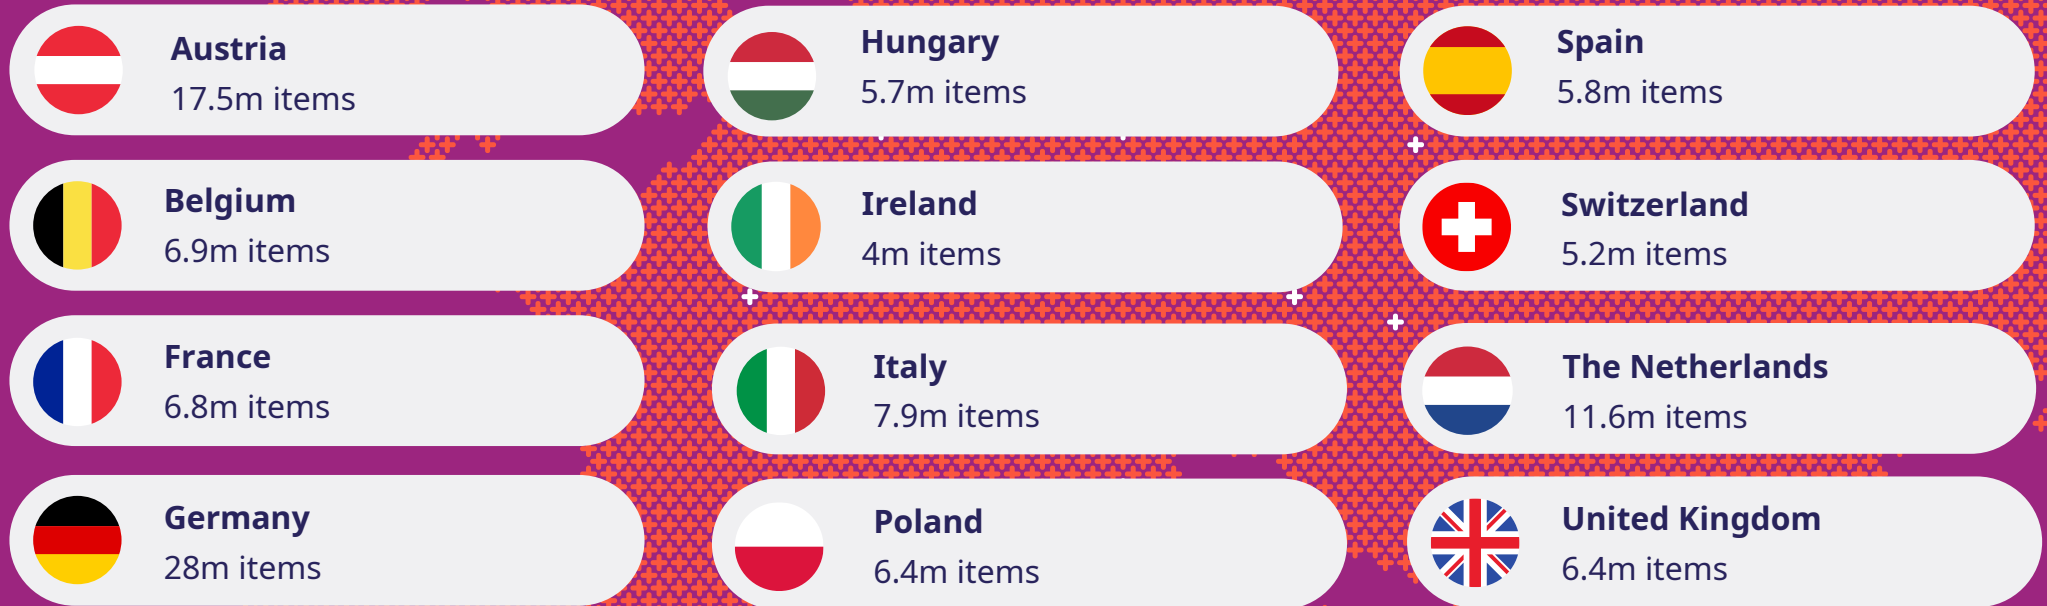 Austria
17.5m items
Belgium
6.9m items
France
6.8m items
Germany
28m items
Hungary
5.7m items
Ireland
4m items
Italy
7.9m items
Poland
6.4m items
Spain
5.8m items
Switzerland
5.2m items
The Netherlands
11.6m items
United Kingdom
6.4m items